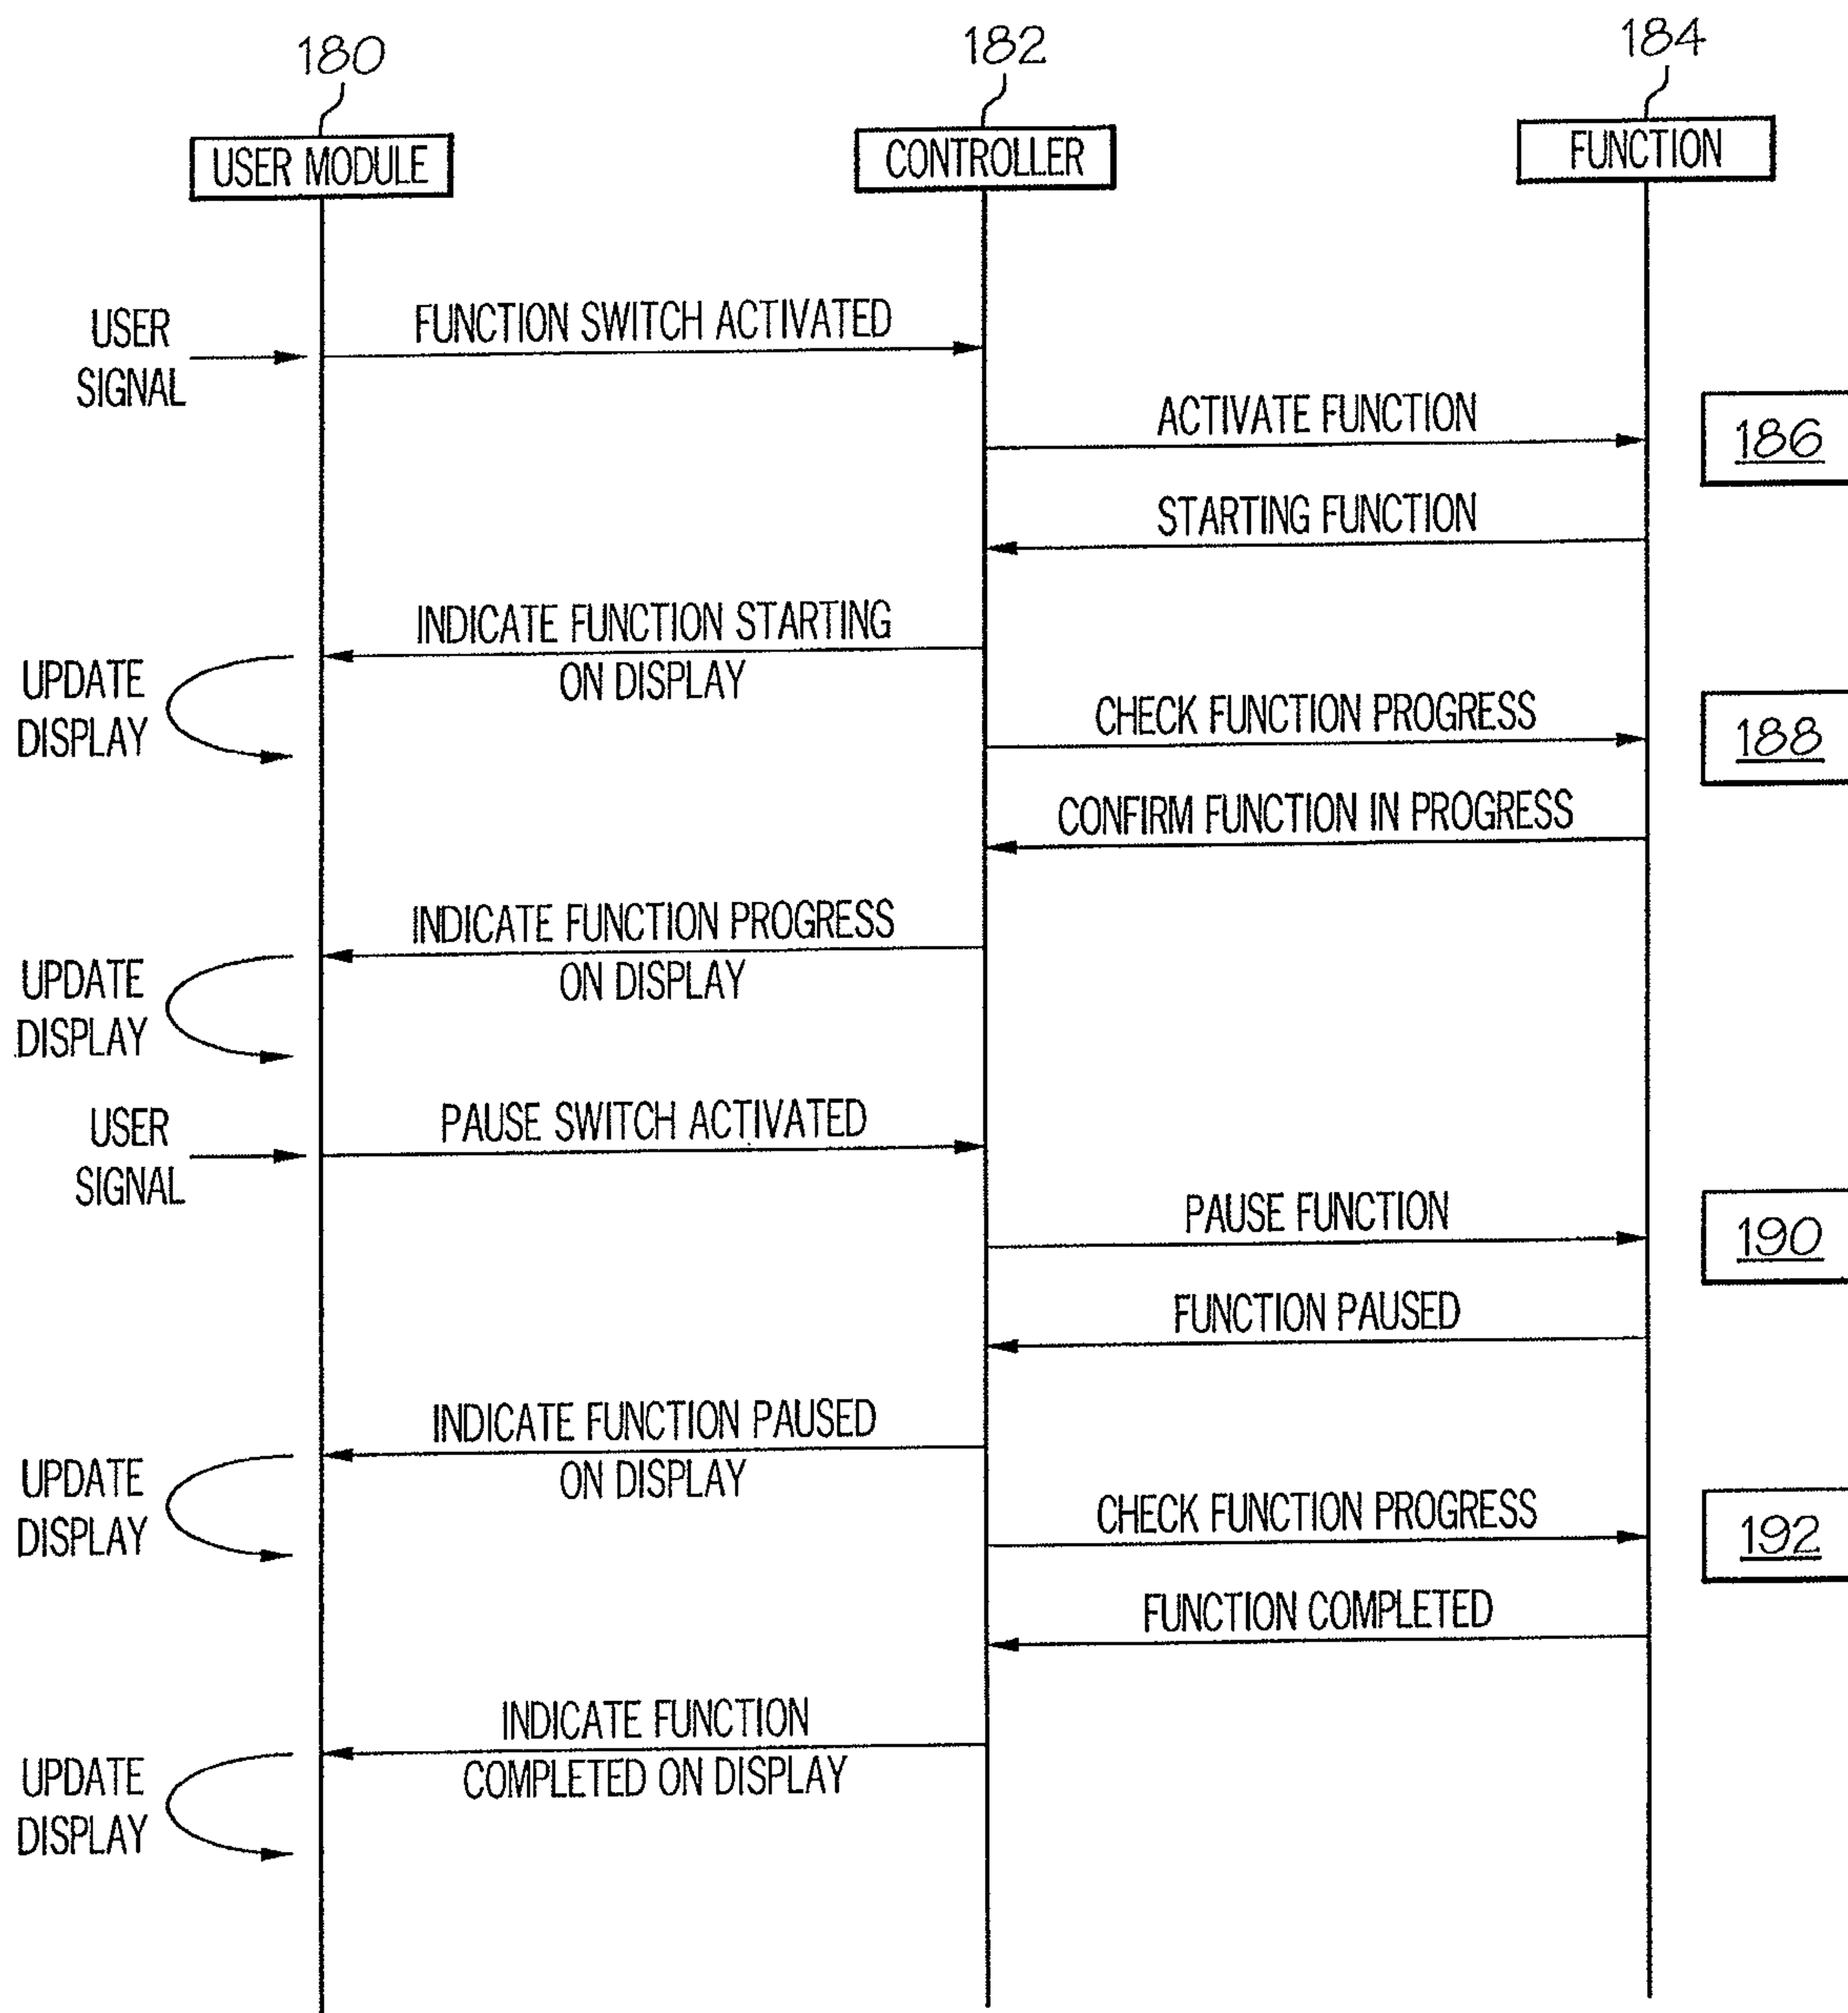 180
182
184
USER MODULE
CONTROLLER
FUNCTION
USER
SIGNAL
FUNCTION SWITCH ACTIVATED
ACTIVATE FUNCTION
186
STARTING FUNCTION
INDICATE FUNCTION STARTING
ON DISPLAY
UPDATE
DISPLAY
CHECK FUNCTION PROGRESS
188
CONFIRM FUNCTION IN PROGRESS
INDICATE FUNCTION PROGRESS
ON DISPLAY
UPDATE
DISPLAY
USER
SIGNAL
PAUSE SWITCH ACTIVATED
PAUSE FUNCTION
190
FUNCTION PAUSED
INDICATE FUNCTION PAUSED
ON DISPLAY
UPDATE
DISPLAY
CHECK FUNCTION PROGRESS
192
FUNCTION COMPLETED
INDICATE FUNCTION
COMPLETED ON DISPLAY
UPDATE
DISPLAY